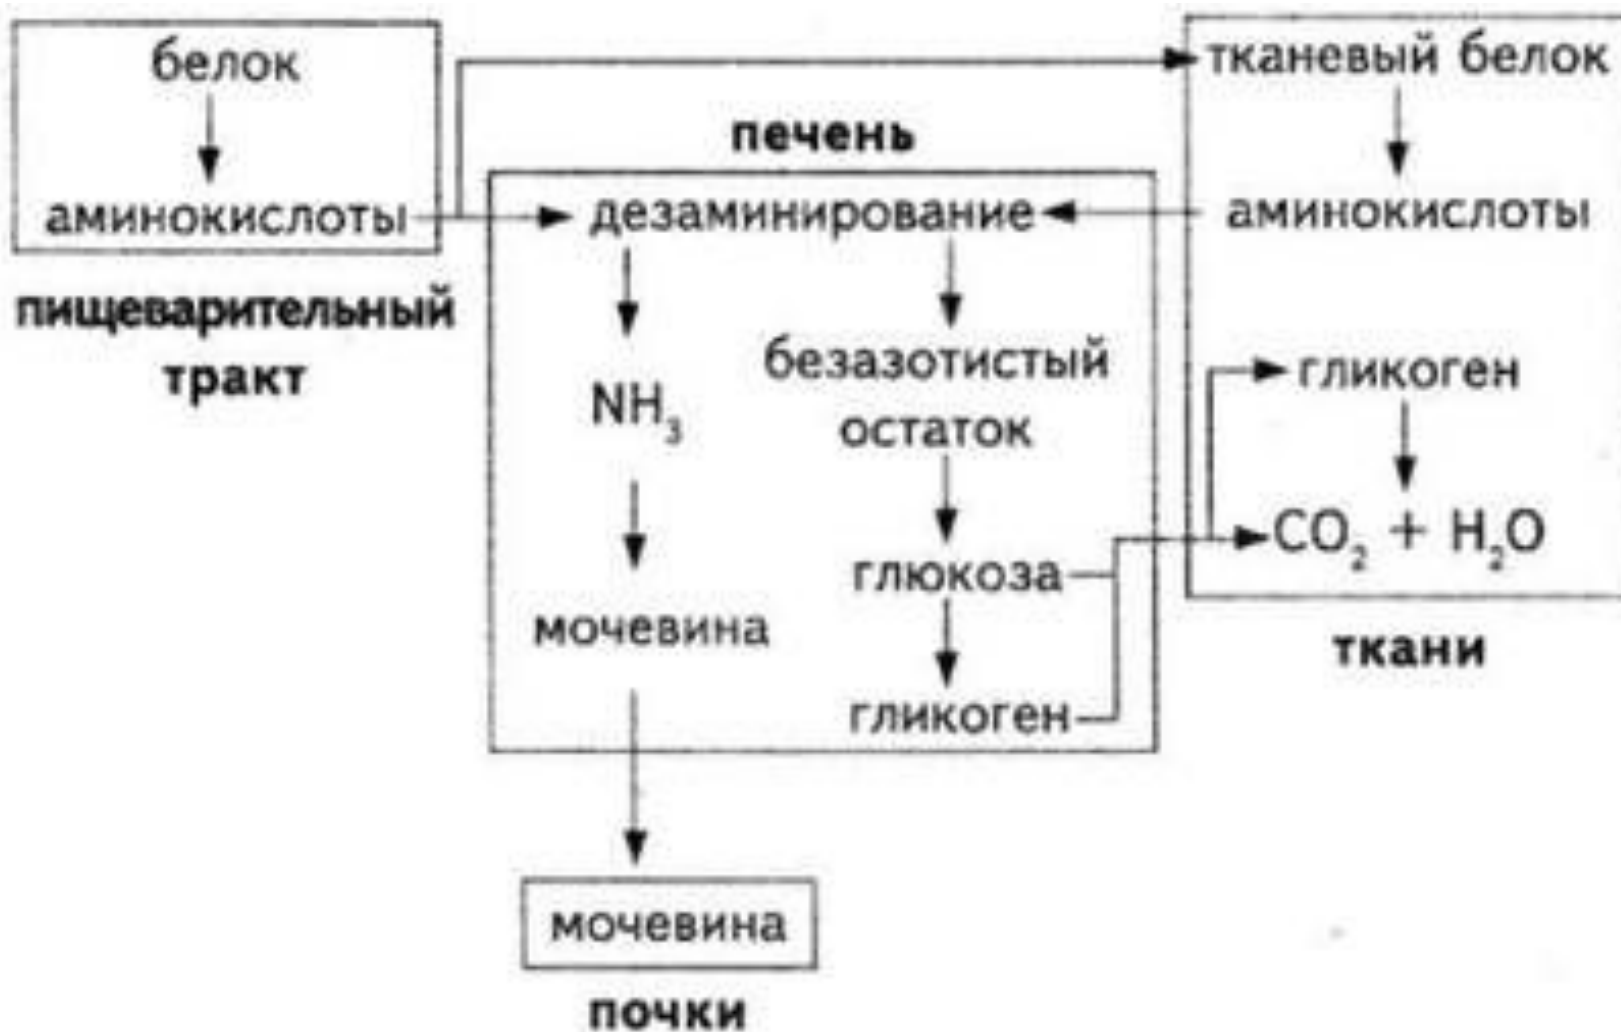 белок
аминокислоты
пищеварительный
тракт
печень
дезаминирование
NH₃
мочевина
безазотистый
остаток
глюкоза
гликоген
тканевый белок
аминокислоты
гликоген
CO₂ + H₂O
ткани
мочевина
почки